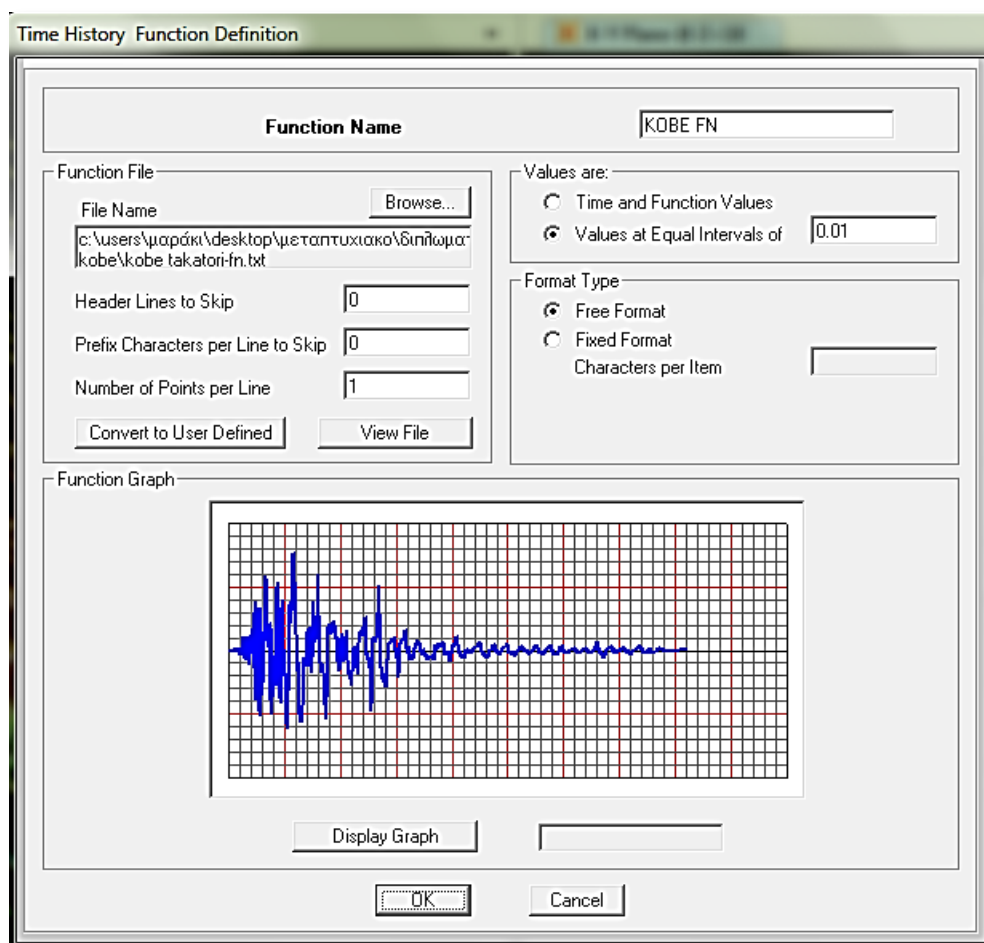 Time History Function Definition
Function Name
KOBE FN
Function File
File Name
Browse...
c:\users\μαράκι\desktop\μεταπτυχιακο\διπλωματ
kobe\kobe takatori-fn.txt
Header Lines to Skip
0
Prefix Characters per Line to Skip
0
Number of Points per Line
1
Convert to User Defined
View File
Values are:
Time and Function Values
Values at Equal Intervals of
0.01
Format Type
Free Format
Fixed Format
Characters per Item
Function Graph
Display Graph
OK
Cancel